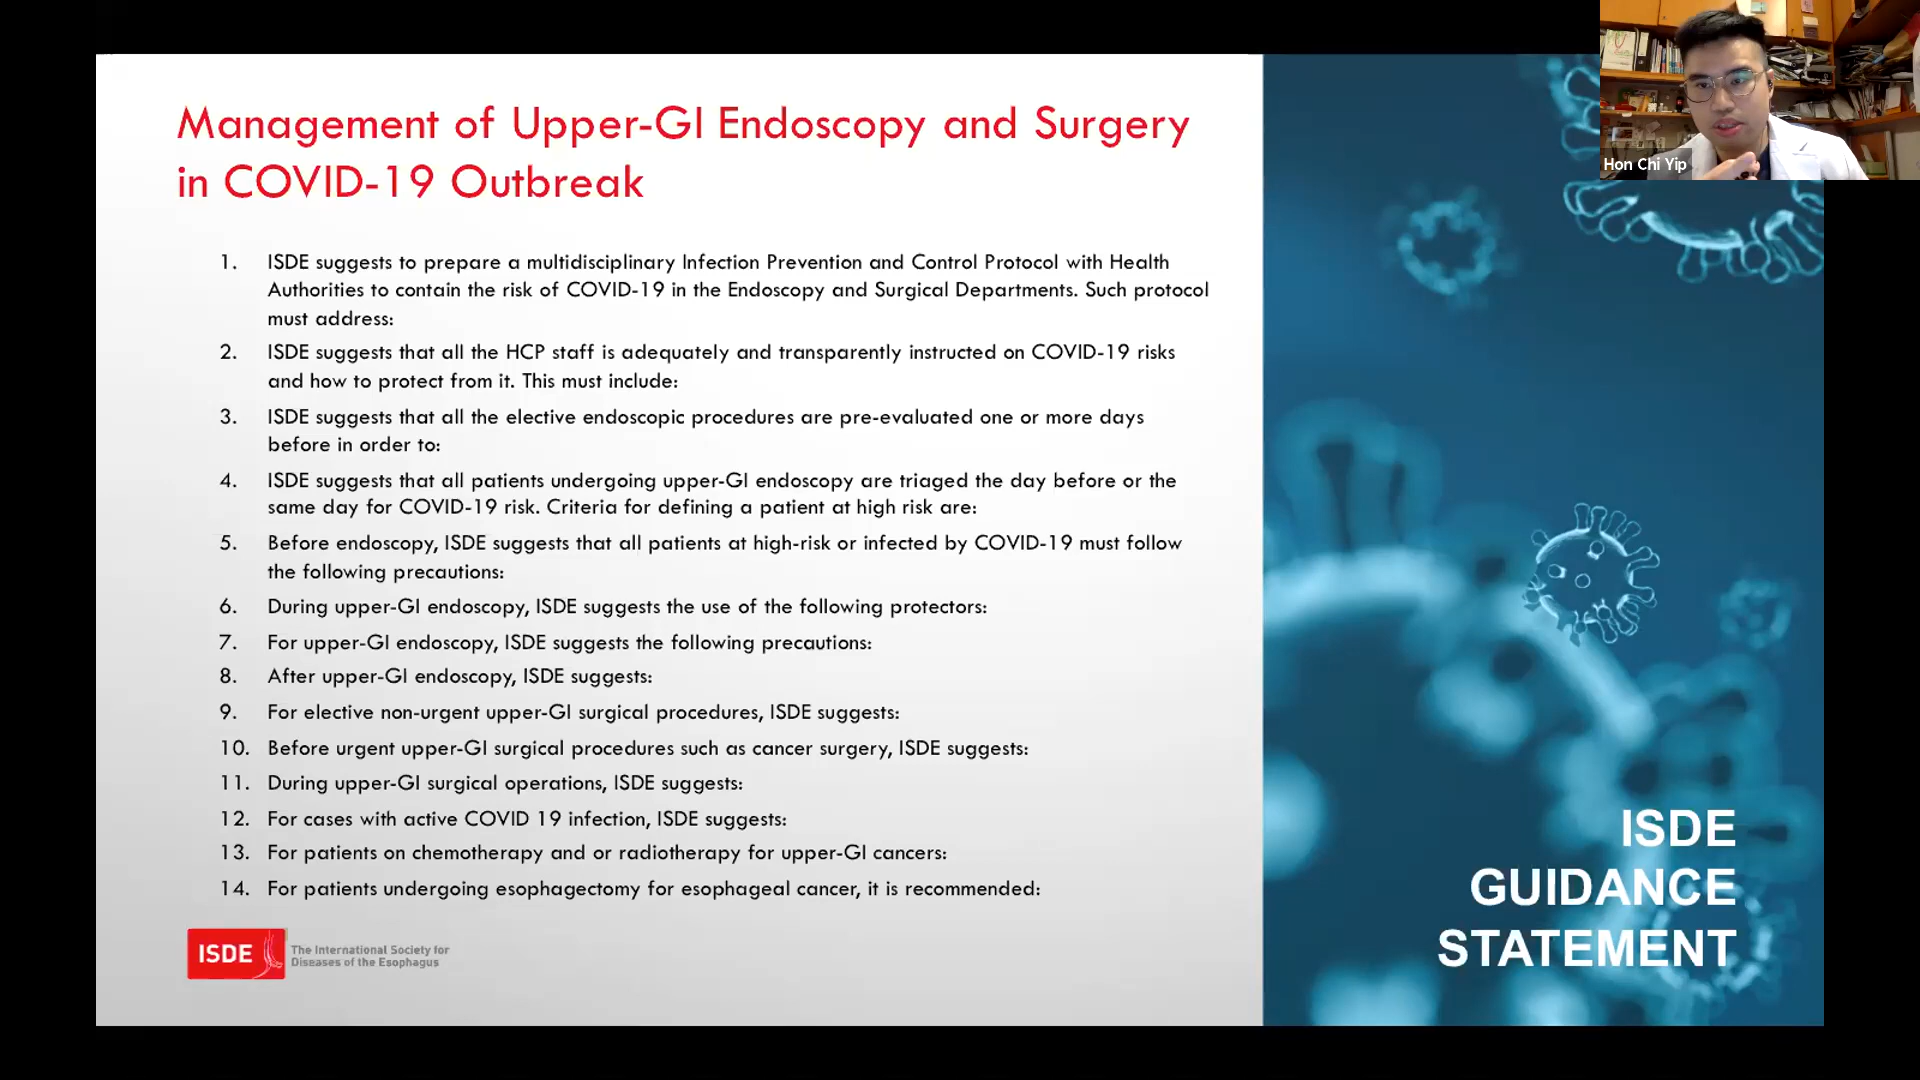 Management of Upper-GI Endoscopy and Surgery
in COVID-19 Outbreak
Hon Chi Yip
1. ISDE suggests to prepare a multidisciplinary Infection Prevention and Control Protocol with Health
Authorities to contain the risk of COVID-19 in the Endoscopy and Surgical Departments. Such protocol
must address:
2. ISDE suggests that all the HCP staff is adequately and transparently instructed on COVID-19 risks
and how to protect from it. This must include:
3. ISDE suggests that all the elective endoscopic procedures are pre-evaluated one or more days
before in order to:
4. ISDE suggests that all patients undergoing upper-GI endoscopy are triaged the day before or the
same day for COVID-19 risk. Criteria for defining a patient at high risk are:
5. Before endoscopy, ISDE suggests that all patients at high-risk or infected by COVID-19 must follow
the following precautions:
6. During upper-GI endoscopy, ISDE suggests the use of the following protectors:
7. For upper-GI endoscopy, ISDE suggests the following precautions:
8. After upper-GI endoscopy, ISDE suggests:
9. For elective non-urgent upper-GI surgical procedures, ISDE suggests:
10. Before urgent upper-GI surgical procedures such as cancer surgery, ISDE suggests:
11. During upper-GI surgical operations, ISDE suggests:
12. For cases with active COVID 19 infection, ISDE suggests:
13. For patients on chemotherapy and or radiotherapy for upper-GI cancers:
14. For patients undergoing esophagectomy for esophageal cancer, it is recommended:
ISDE
The International Society for
Diseases of the Esophagus
ISDE
GUIDANCE
STATEMENT